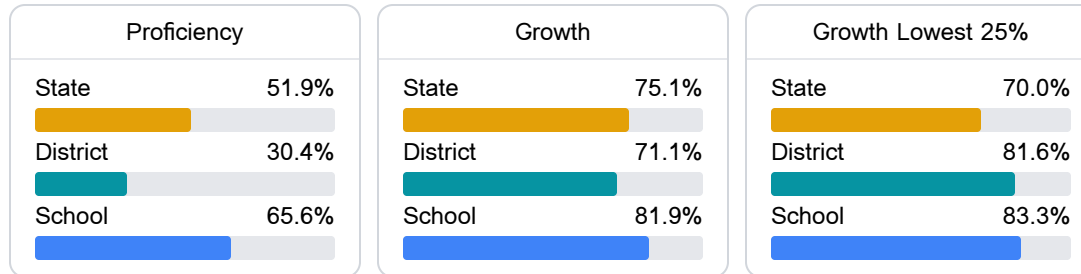 Proficiency
State 51.9%
District 30.4%
School 65.6%
Growth
State 75.1%
District 71.1%
School 81.9%
Growth Lowest 25%
State 70.0%
District 81.6%
School 83.3%